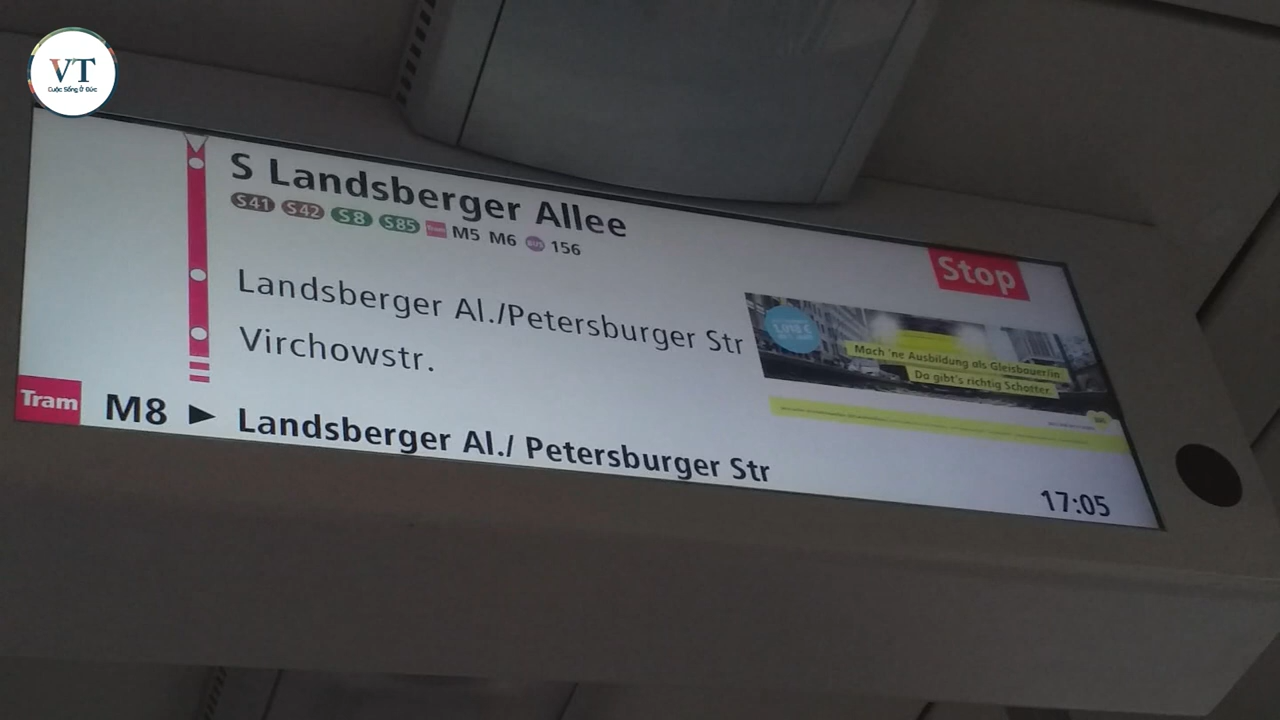 VT
Cuộc Sống Ở Đức
S Landsberger Allee
S41 S42 S8 S85 Tram M5 M6 BUS 156
Stop
Landsberger Al./Petersburger Str
Virchowstr.
Mach 'ne Ausbildung als Gleisbauer/in
Da gibt's richtig Schotter.
Tram M8 ► Landsberger Al./ Petersburger Str
17:05